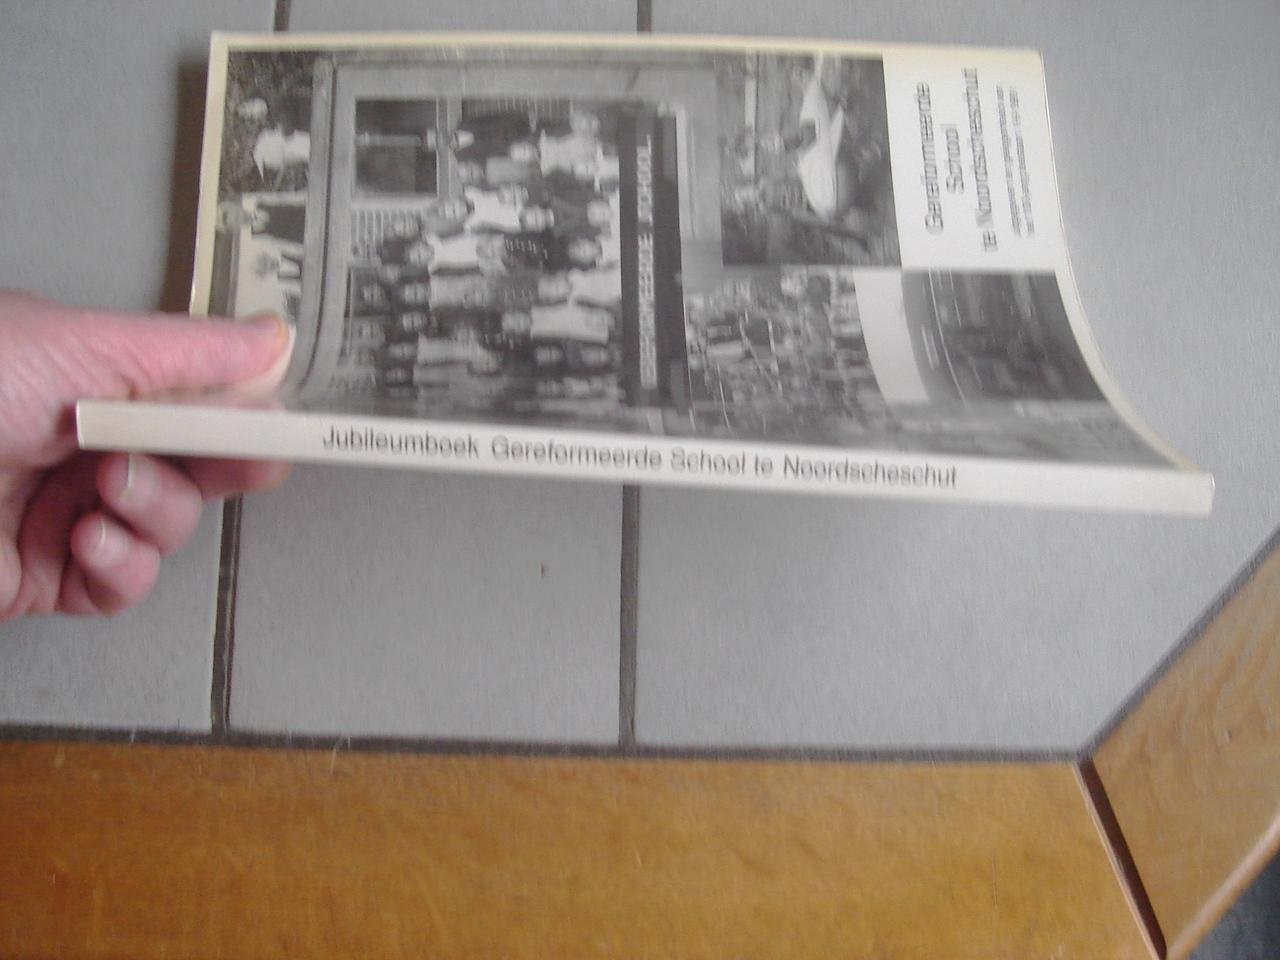 Gereformeerde
School
te Noordscheschut
GEREFORMEERDE SCHOOL.
Jubileumboek Gereformeerde School te Noordscheschut